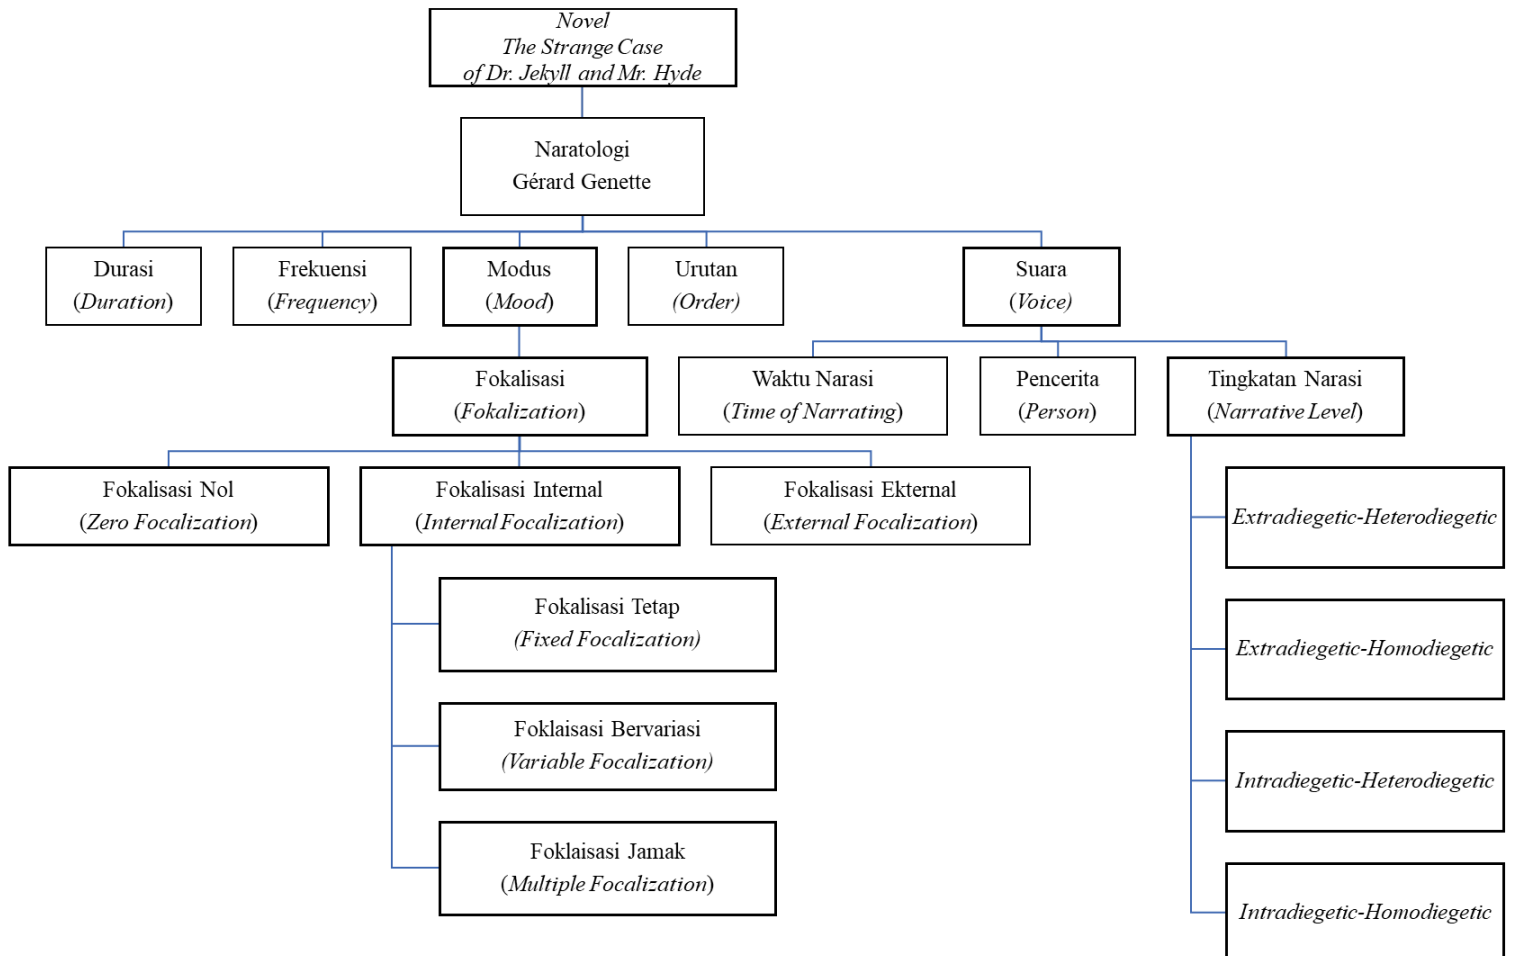 Novel
The Strange Case
of Dr. Jekyll and Mr. Hyde
Naratologi
Gérard Genette
Durasi
(Duration)
Frekuensi
(Frequency)
Modus
(Mood)
Urutan
(Order)
Suara
(Voice)
Fokalisasi
(Fokalization)
Waktu Narasi
(Time of Narrating)
Pencerita
(Person)
Tingkatan Narasi
(Narrative Level)
Fokalisasi Nol
(Zero Focalization)
Fokalisasi Internal
(Internal Focalization)
Fokalisasi Ekternal
(External Focalization)
Fokalisasi Tetap
(Fixed Focalization)
Foklaisasi Bervariasi
(Variable Focalization)
Foklaisasi Jamak
(Multiple Focalization)
Extradiegetic-Heterodiegetic
Extradiegetic-Homodiegetic
Intradiegetic-Heterodiegetic
Intradiegetic-Homodiegetic